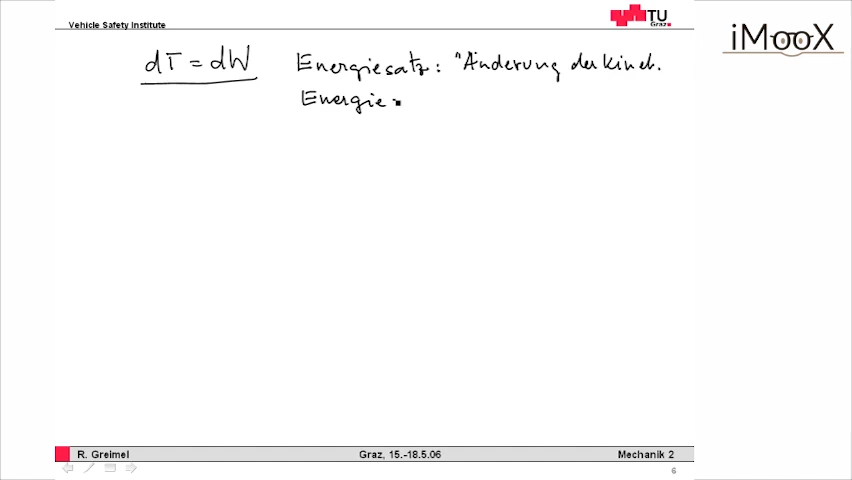 Vehicle Safety Institute
TU
Graz
iMooX
dT = dW Energiesatz: "Änderung der kinet.
Energie
R. Greimel Graz, 15.-18.5.06 Mechanik 2
6